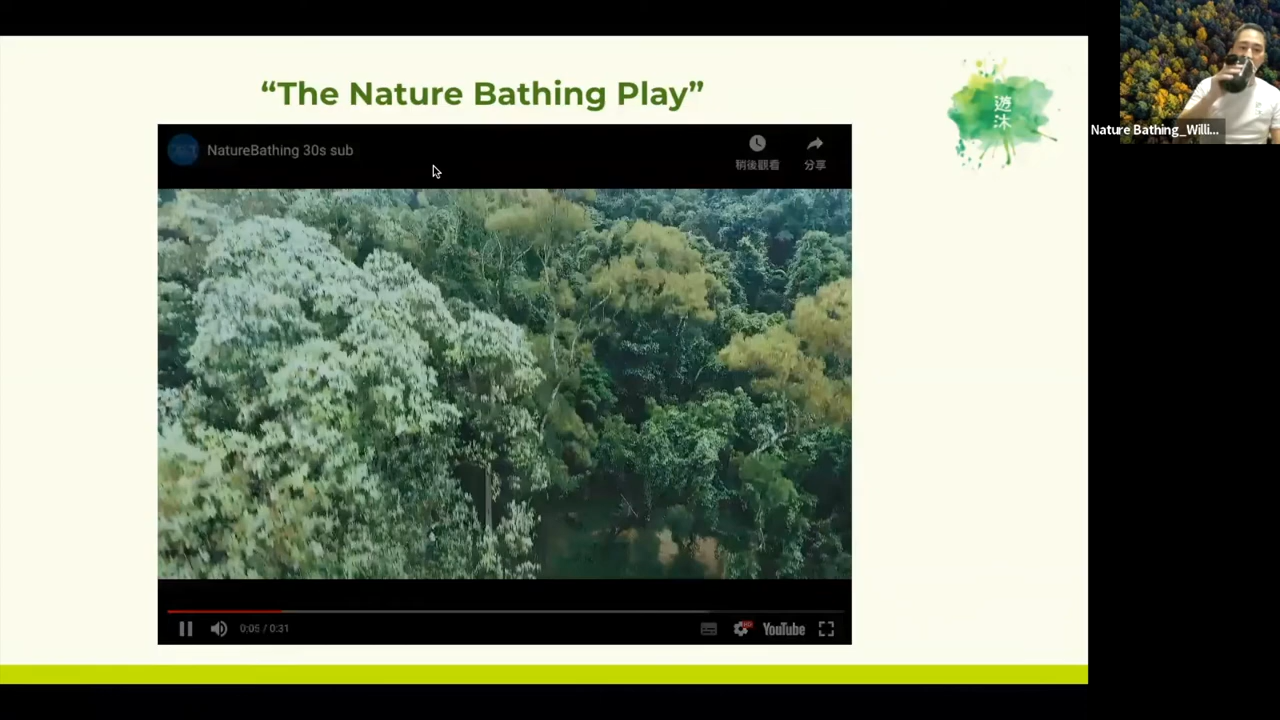 “The Nature Bathing Play”
遊
沐
NatureBathing 30s sub
稍後觀看
分享
Nature Bathing_Willi...
0:05 / 0:31
YouTube